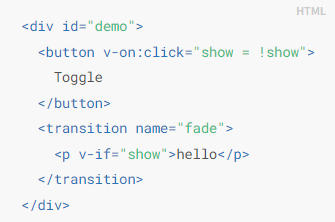 HTML
<div id="demo">
  <button v-on:click="show = !show">
    Toggle
  </button>
  <transition name="fade">
    <p v-if="show">hello</p>
  </transition>
</div>